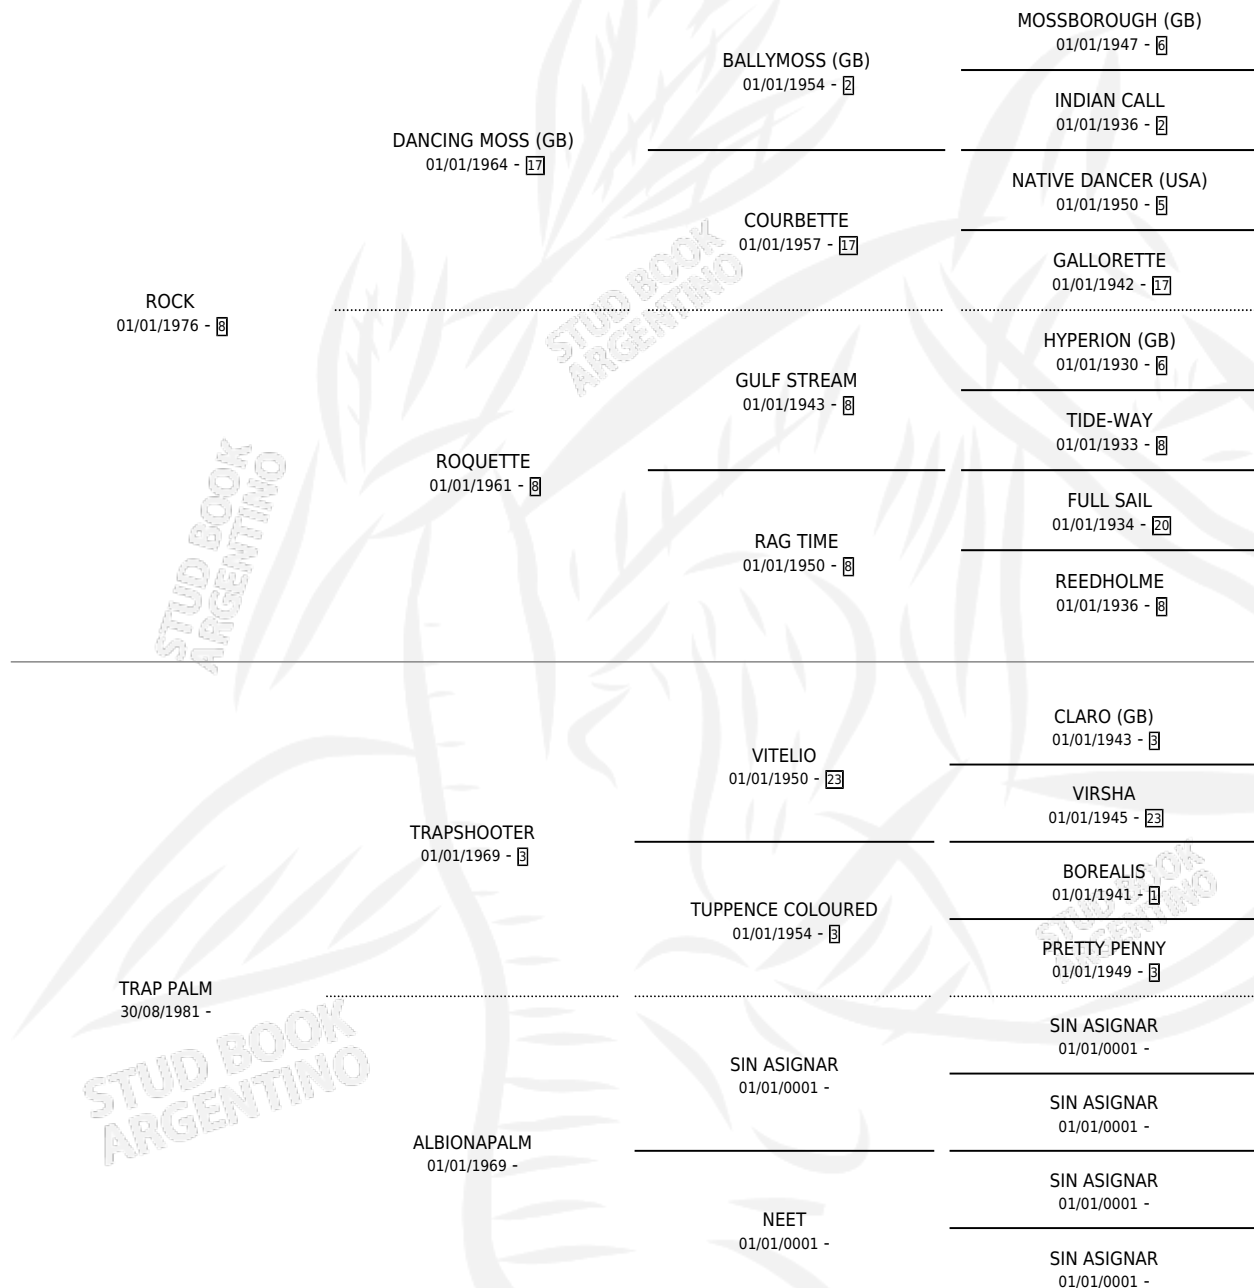 MOSSBOROUGH (GB)
01/01/1947 - 6
BALLYMOSS (GB)
01/01/1954 - 2
INDIAN CALL
01/01/1936 - 2
DANCING MOSS (GB)
01/01/1964 - 17
NATIVE DANCER (USA)
01/01/1950 - 5
COURBETTE
01/01/1957 - 17
GALLORETTE
01/01/1942 - 17
ROCK
01/01/1976 - 8
HYPERION (GB)
01/01/1930 - 6
GULF STREAM
01/01/1943 - 8
TIDE-WAY
01/01/1933 - 8
ROQUETTE
01/01/1961 - 8
FULL SAIL
01/01/1934 - 20
RAG TIME
01/01/1950 - 8
REEDHOLME
01/01/1936 - 8
CLARO (GB)
01/01/1943 - 3
VITELIO
01/01/1950 - 23
VIRSHA
01/01/1945 - 23
TRAPSHOOTER
01/01/1969 - 3
BOREALIS
01/01/1941 - 1
TUPPENCE COLOURED
01/01/1954 - 3
PRETTY PENNY
01/01/1949 - 3
TRAP PALM
30/08/1981 -
SIN ASIGNAR
01/01/0001 -
SIN ASIGNAR
01/01/0001 -
SIN ASIGNAR
01/01/0001 -
ALBIONAPALM
01/01/1969 -
SIN ASIGNAR
01/01/0001 -
NEET
01/01/0001 -
SIN ASIGNAR
01/01/0001 -
STUD BOOK
ARGENTINO
STUD BOOK
ARGENTINO
STUD BOOK
ARGENTINO
STUD BOOK
ARGENTINO